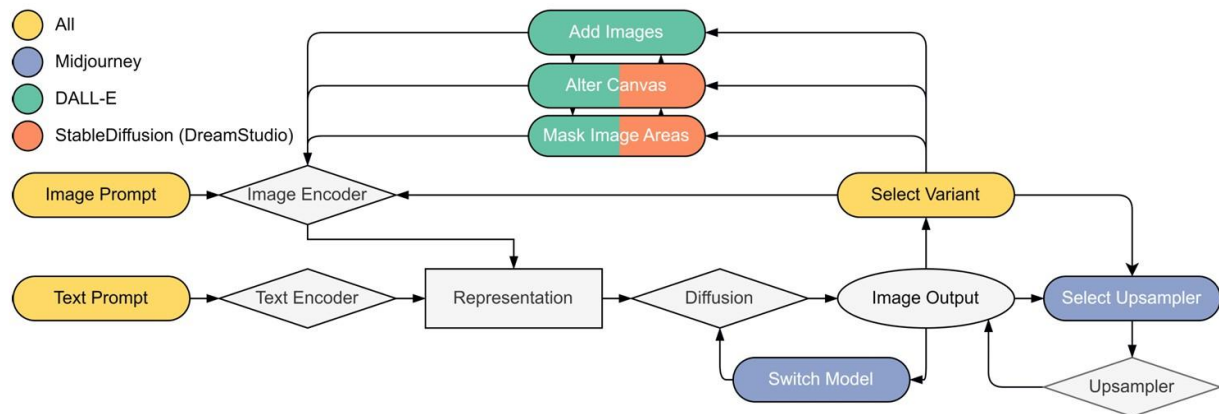 All
Midjourney
DALL-E
StableDiffusion (DreamStudio)
Add Images
Alter Canvas
Mask Image Areas
Image Prompt
Image Encoder
Select Variant
Text Prompt
Text Encoder
Representation
Diffusion
Image Output
Select Upsampler
Switch Model
Upsampler